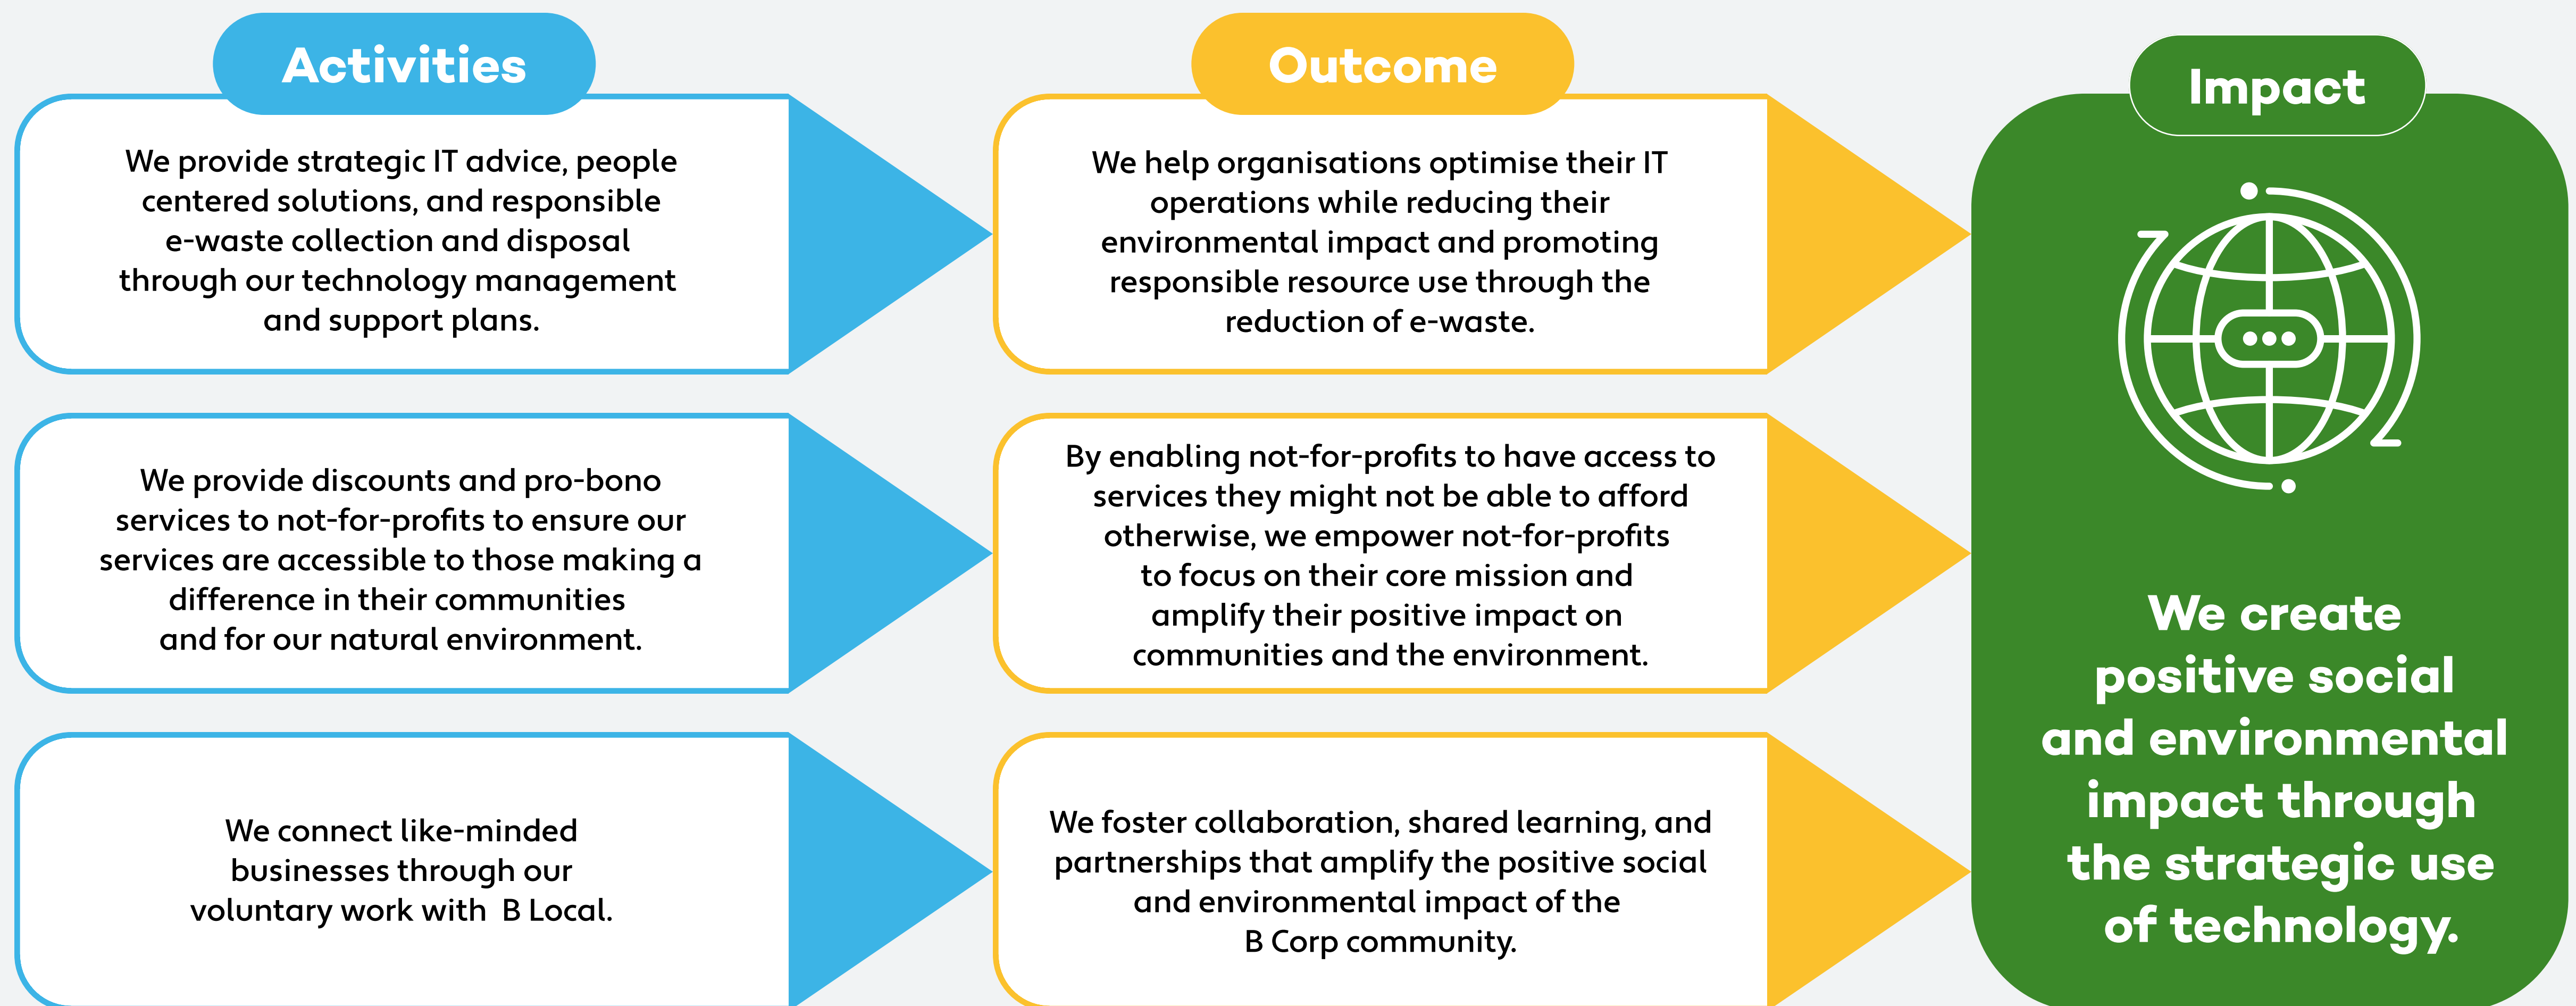 Activities
We provide strategic IT advice, people
centered solutions, and responsible
e-waste collection and disposal
through our technology management
and support plans.
We provide discounts and pro-bono
services to not-for-profits to ensure our
services are accessible to those making a
difference in their communities
and for our natural environment.
We connect like-minded
businesses through our
voluntary work with B Local.
Outcome
We help organisations optimise their IT
operations while reducing their
environmental impact and promoting
responsible resource use through the
reduction of e-waste.
By enabling not-for-profits to have access to
services they might not be able to afford
otherwise, we empower not-for-profits
to focus on their core mission and
amplify their positive impact on
communities and the environment.
We foster collaboration, shared learning, and
partnerships that amplify the positive social
and environmental impact of the
B Corp community.
Impact
We create
positive social
and environmental
impact through
the strategic use
of technology.